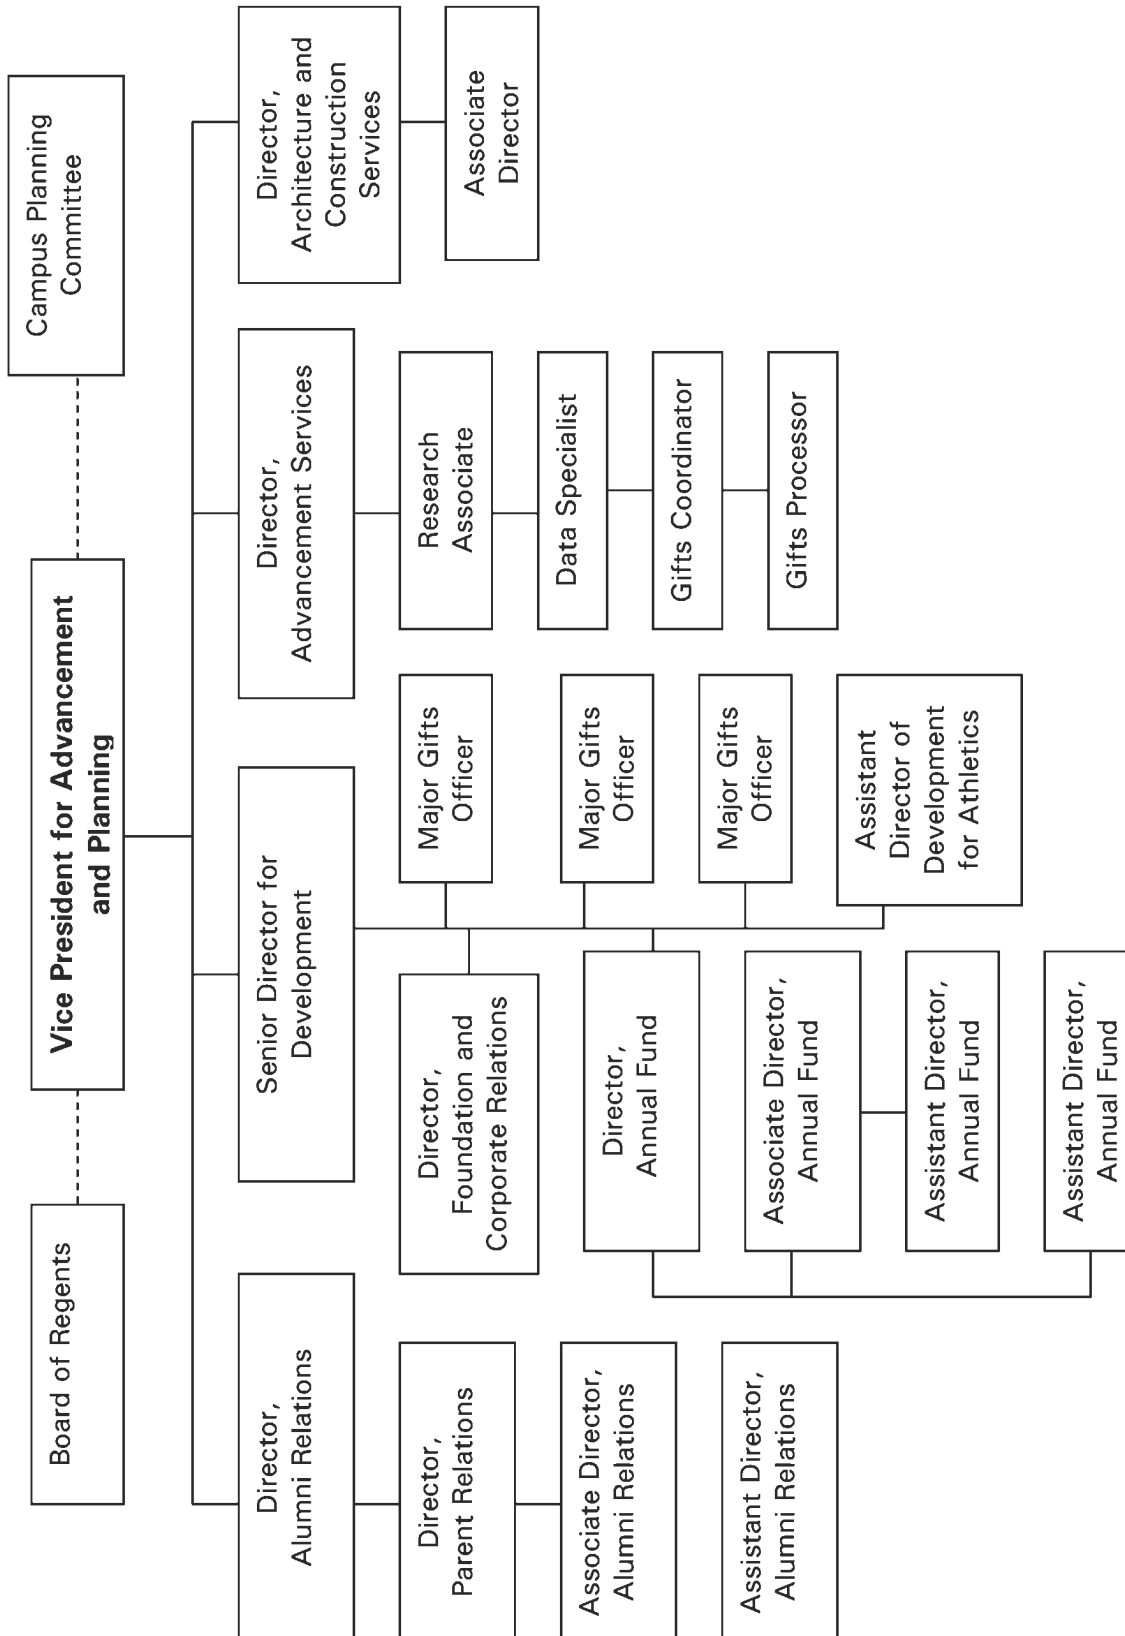 Board of Regents
Vice President for Advancement
and Planning
Campus Planning
Committee
Director,
Alumni Relations
Senior Director for
Development
Director,
Advancement Services
Director,
Architecture and
Construction
Services
Director,
Parent Relations
Associate Director,
Alumni Relations
Assistant Director,
Alumni Relations
Director,
Foundation and
Corporate Relations
Director,
Annual Fund
Associate Director,
Annual Fund
Assistant Director,
Annual Fund
Assistant Director,
Annual Fund
Major Gifts
Officer
Major Gifts
Officer
Major Gifts
Officer
Assistant
Director of
Development
for Athletics
Research
Associate
Data Specialist
Gifts Coordinator
Gifts Processor
Associate
Director